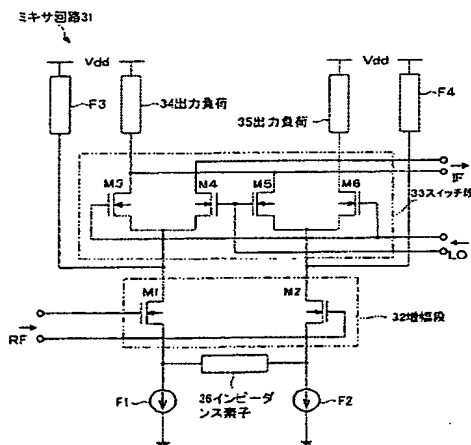 ミキサ回路31
Vdd
Vdd
F3
34出力負荷
35出力負荷
F4
IF
M3
M4
M5
M6
33スイッチ段
LO
M1
M2
32増幅段
RF
26インピーダンス素子
F1
F2